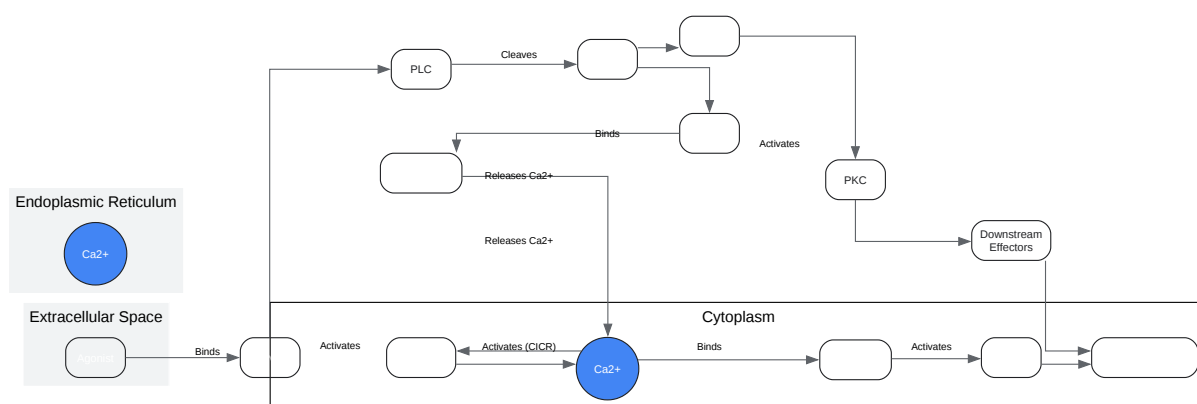 Cleaves
PLC
Binds
Activates
Releases Ca2+
PKC
Endoplasmic Reticulum
Ca2+
Releases Ca2+
Downstream
Effectors
Extracellular Space
Cytoplasm
Agonist
Binds
Activates
Activates (CICR)
Ca2+
Binds
Activates